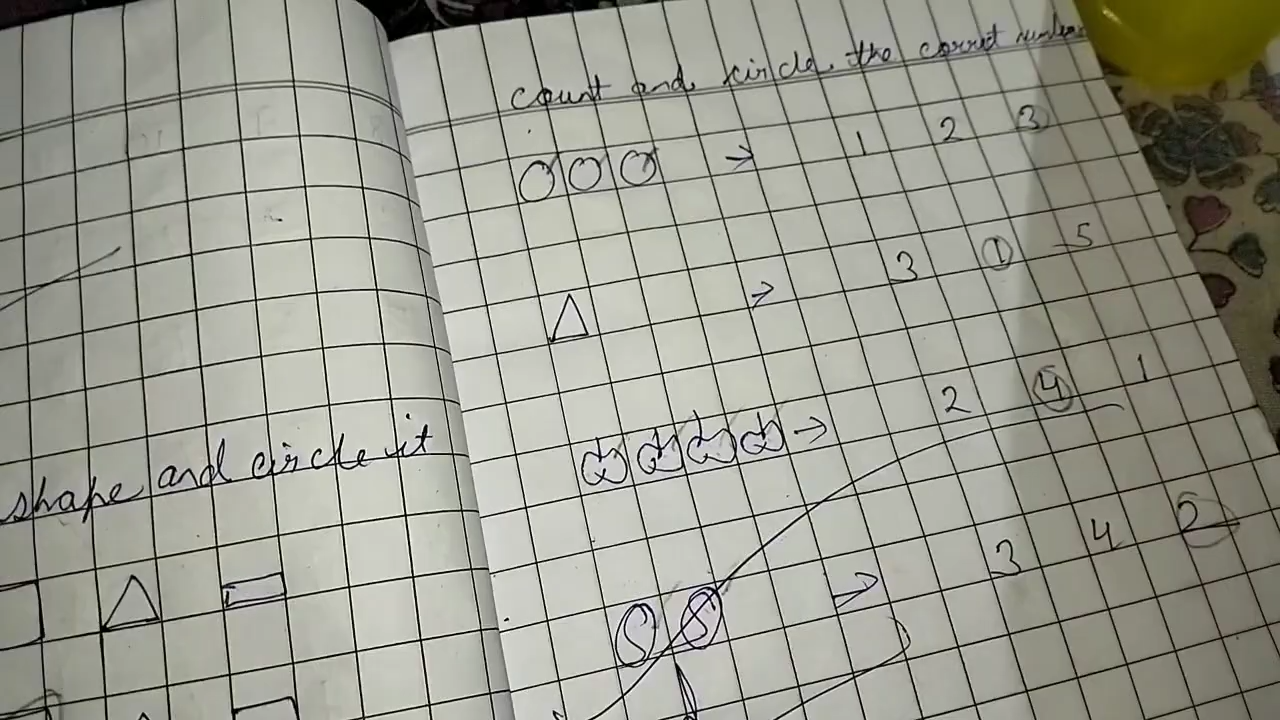 shape and circle it
Count and circle the correct number
→ 1 2 3
→ 3 1 5
→ 2 4 1
→ 3 4 2